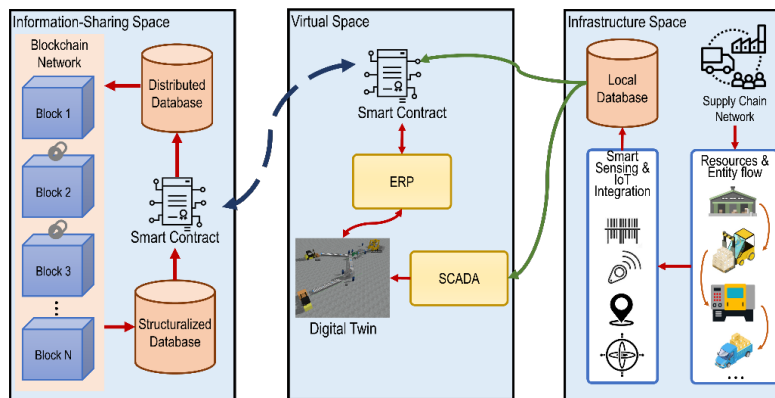 Information-Sharing Space
Blockchain
Network
Block 1
Block 2
Block 3
...
Block N
Distributed
Database
Smart Contract
Structuralized
Database
Virtual Space
Smart Contract
ERP
Digital Twin
SCADA
Infrastructure Space
Local
Database
Supply Chain
Network
Smart Sensing &
IoT
Integration
Resources &
Entity flow
...